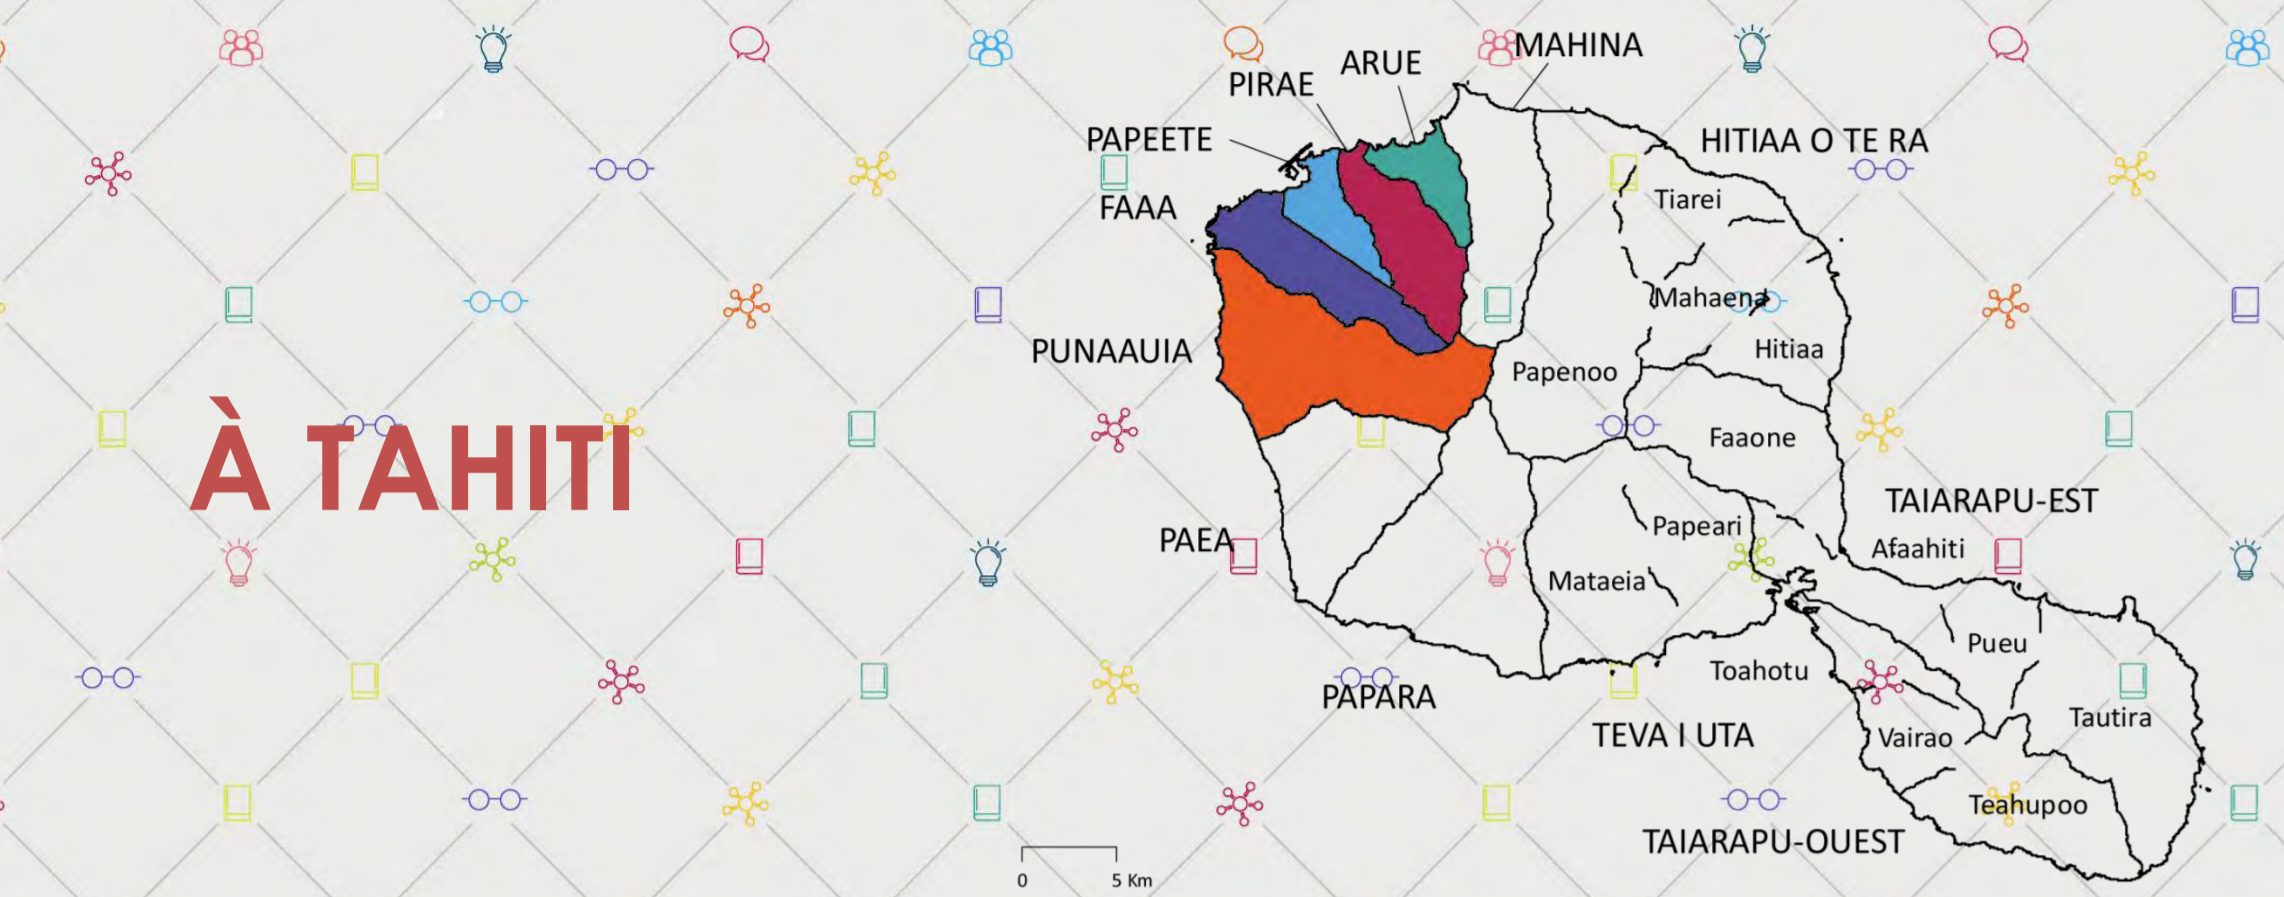 À TAHITI
MAHINA
ARUE
PIRAE
PAPEETE
HITIAA O TE RA
Tiarei
FAAA
Mahaena
PUNAAUIA
Hitiaa
Papenoo
Faaone
TAIARAPU-EST
Papeari
PAEA
Afaahiti
Mataeia
Pueu
Toahotu
PAPARA
Tautira
TEVA I UTA
Vairao
Teahupoo
TAIARAPU-OUEST
0 5 Km